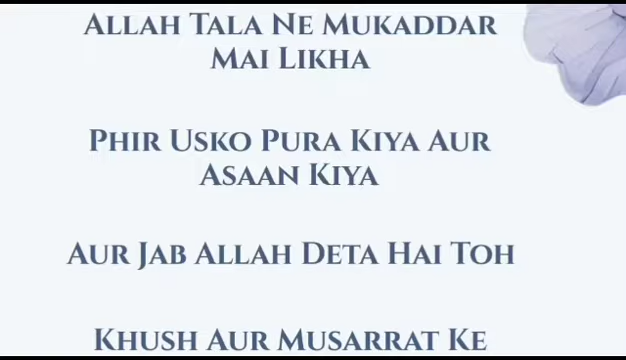 Allah Tala Ne Mukaddar
Mai Likha
Phir Usko Pura Kiya Aur
Asaan Kiya
Aur Jab Allah Deta Hai Toh
Khush Aur Musarrat Ke